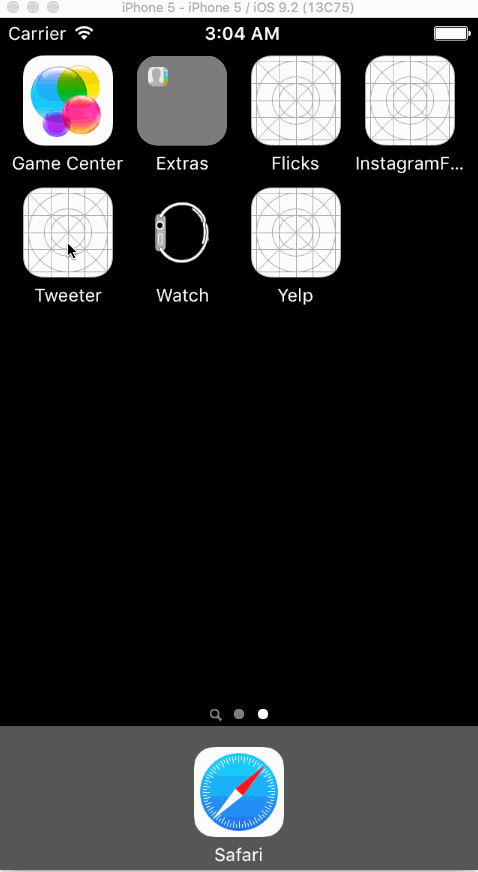 iPhone 5 - iPhone 5 / iOS 9.2 (13C75)
Carrier 3:04 AM
Game Center Extras Flicks InstagramF...
Tweeter Watch Yelp
Safari